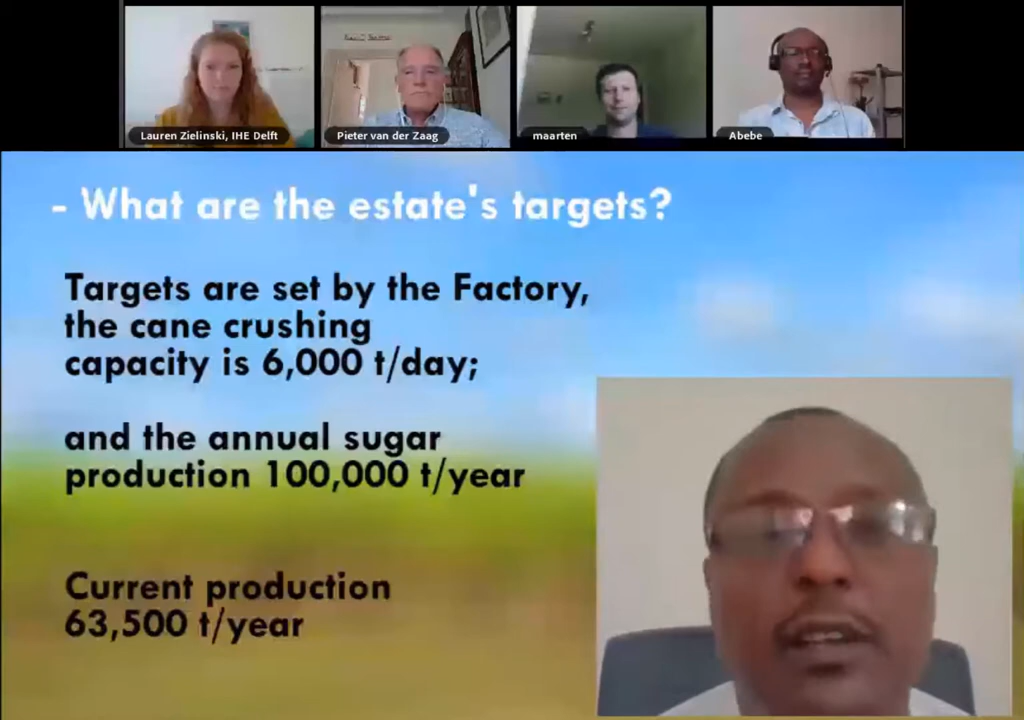 Lauren Zielinski, IHE Delft
Pieter van der Zaag
maarten
Abebe
- What are the estate's targets?
Targets are set by the Factory,
the cane crushing
capacity is 6,000 t/day;
and the annual sugar
production 100,000 t/year
Current production
63,500 t/year